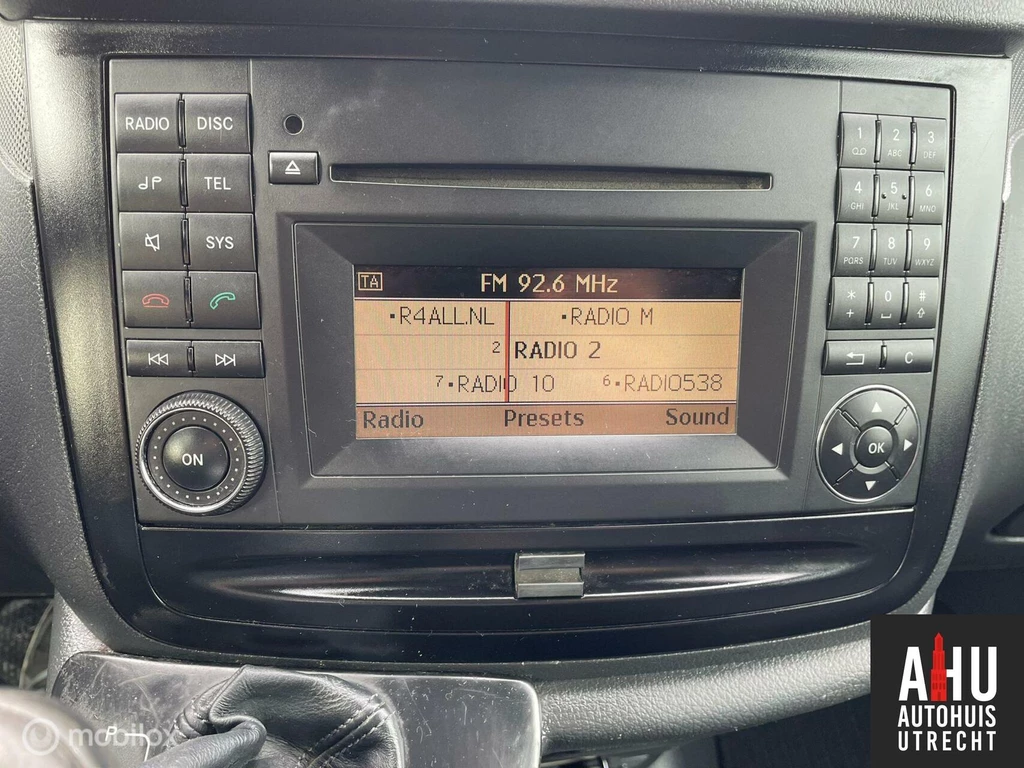 RADIO DISC
TEL
SYS
ON
TA FM 92.6 MHz
•R4ALL.NL •RADIO M
2 RADIO 2
7•RADIO 10 6•RADIO538
Radio Presets Sound
1 2 ABC 3 DEF
4 GHI 5 JKL 6 MNO
7 PQRS 8 TUV 9 WXYZ
* + 0 #
C
OK
P
mobilox
AHU
AUTOHUIS
UTRECHT